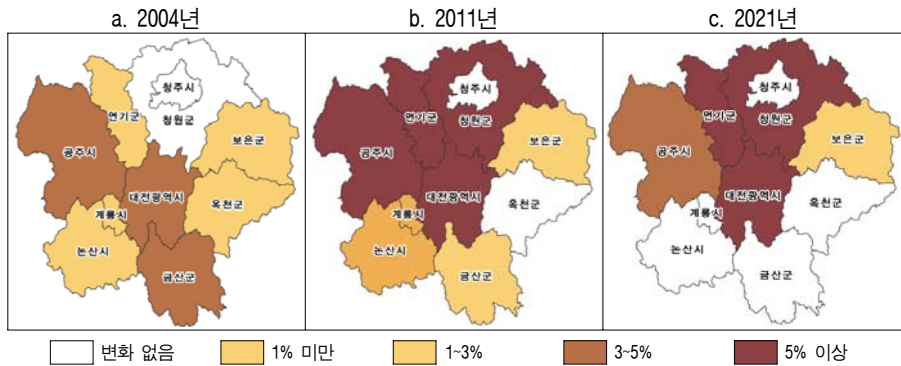 a. 2004년
b. 2011년
c. 2021년
청주시
연기군
청원군
보은군
공주시
대전광역시
옥천군
계룡시
논산시
금산군
청주시
연기군
청원군
보은군
공주시
대전광역시
옥천군
계룡시
논산시
금산군
청주시
연기군
청원군
보은군
공주시
대전광역시
옥천군
계룡시
논산시
금산군
변화 없음
1% 미만
1~3%
3~5%
5% 이상